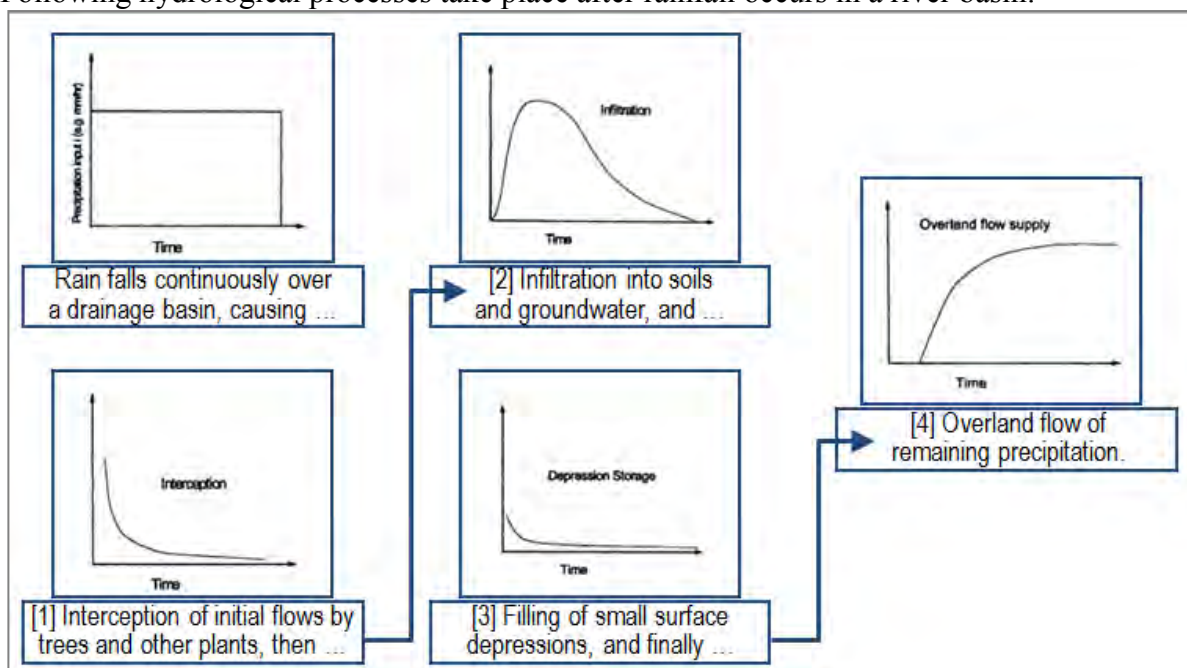 Following hydrological processes take place after rainfall occurs in a river basin.
Precipitation input i (e.g. mm/hr)
Time
Rain falls continuously over
a drainage basin, causing ...
Interception
Time
[1] Interception of initial flows by
trees and other plants, then ...
Infiltration
Time
[2] Infiltration into soils
and groundwater, and ...
Depression Storage
Time
[3] Filling of small surface
depressions, and finally ...
Overland flow supply
Time
[4] Overland flow of
remaining precipitation.